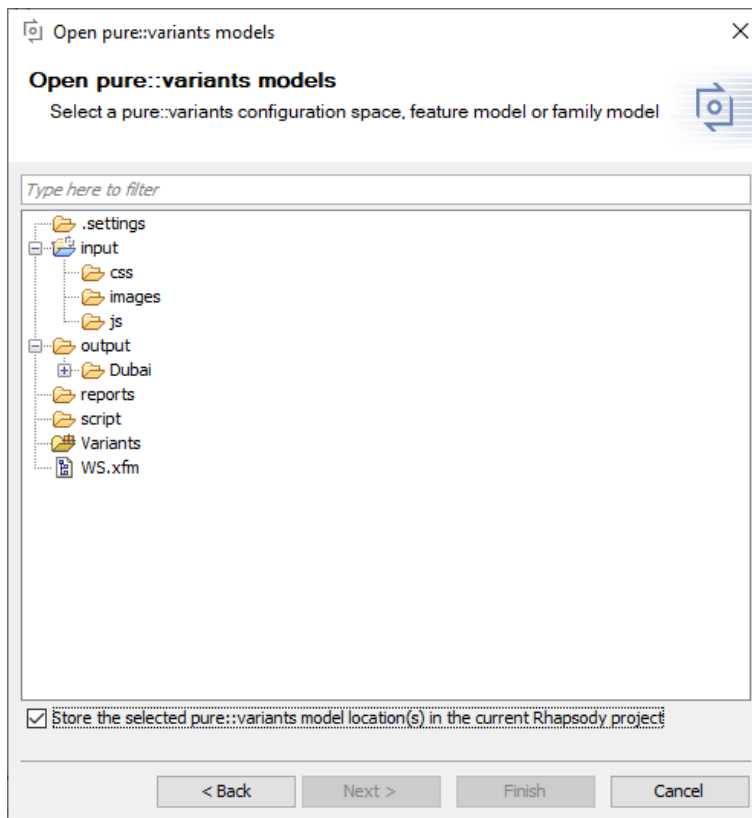 Open pure::variants models
Open pure::variants models
Select a pure::variants configuration space, feature model or family model
Type here to filter
.settings
input
css
images
js
output
Dubai
reports
script
Variants
WS.xfm
Store the selected pure::variants model location(s) in the current Rhapsody project
< Back Next > Finish Cancel